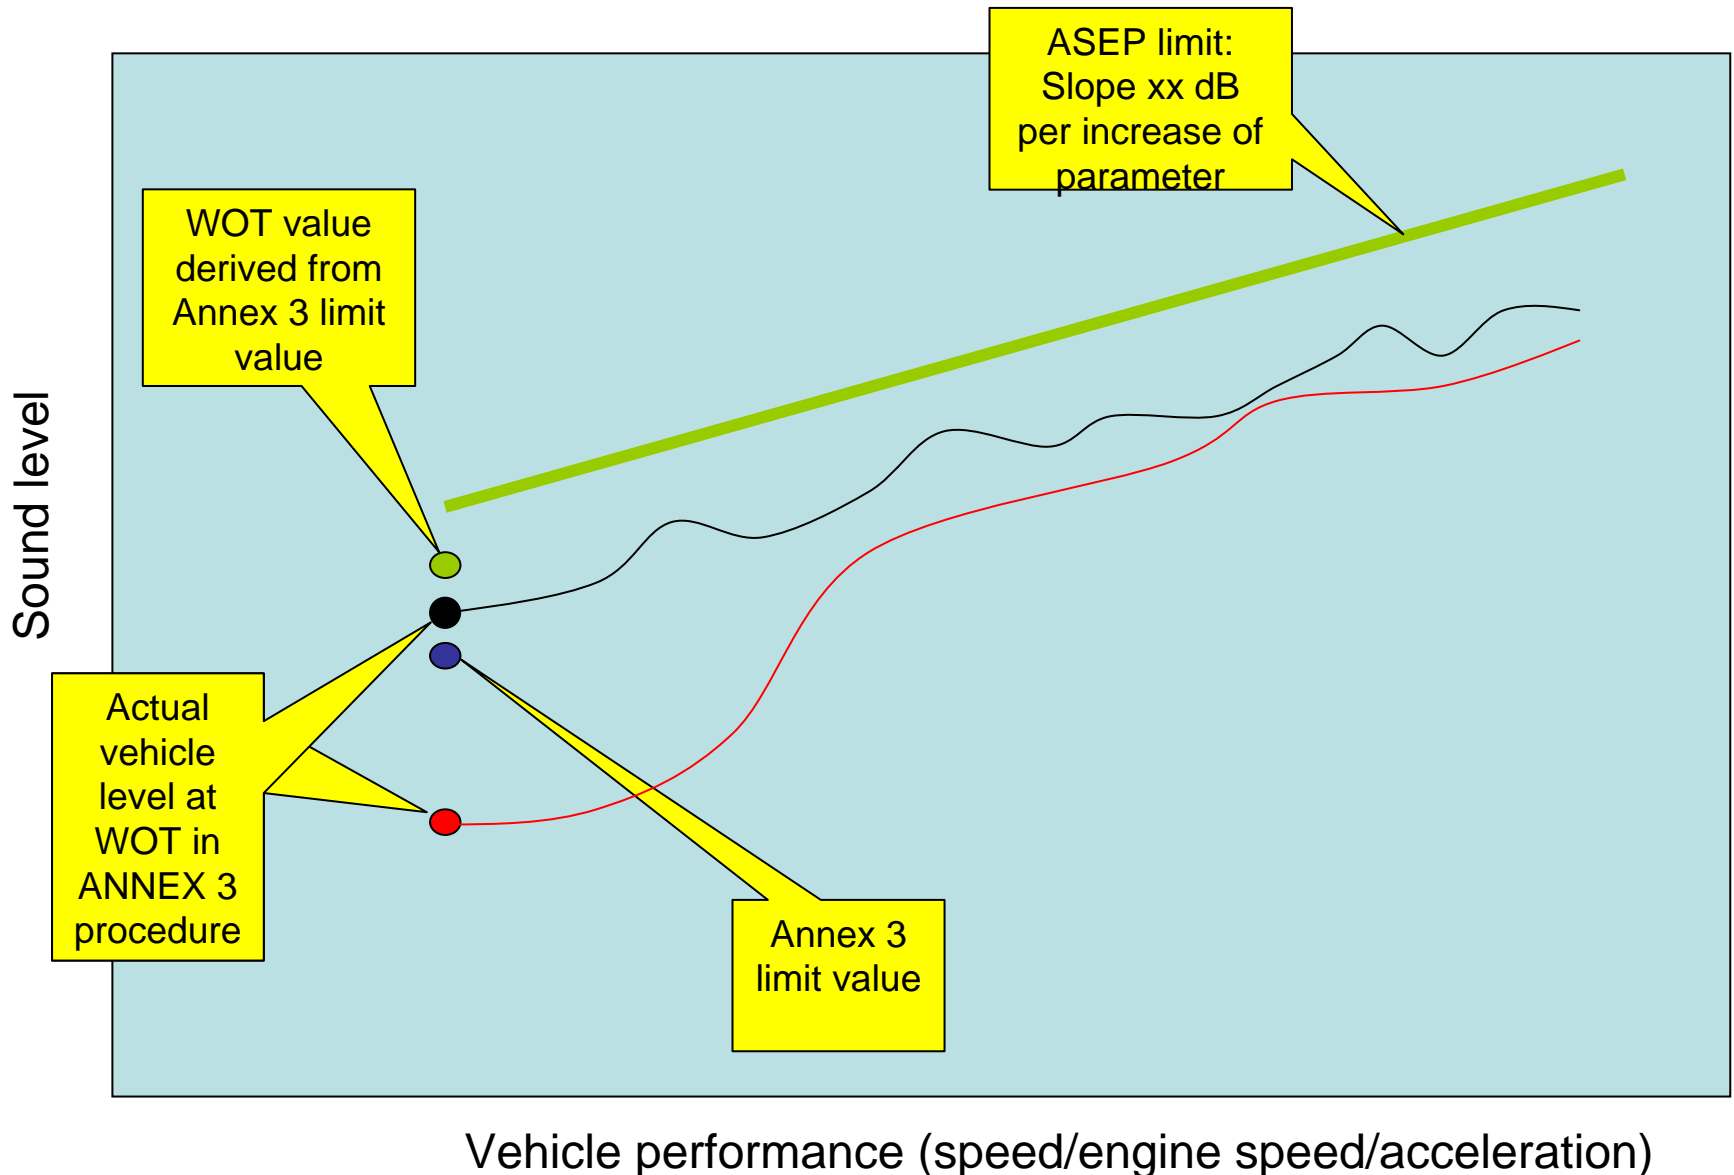 ASEP limit:
Slope xx dB
per increase of
parameter
WOT value
derived from
Annex 3 limit
value
Sound level
Actual
vehicle
level at
WOT in
ANNEX 3
procedure
Annex 3
limit value
Vehicle performance (speed/engine speed/acceleration)